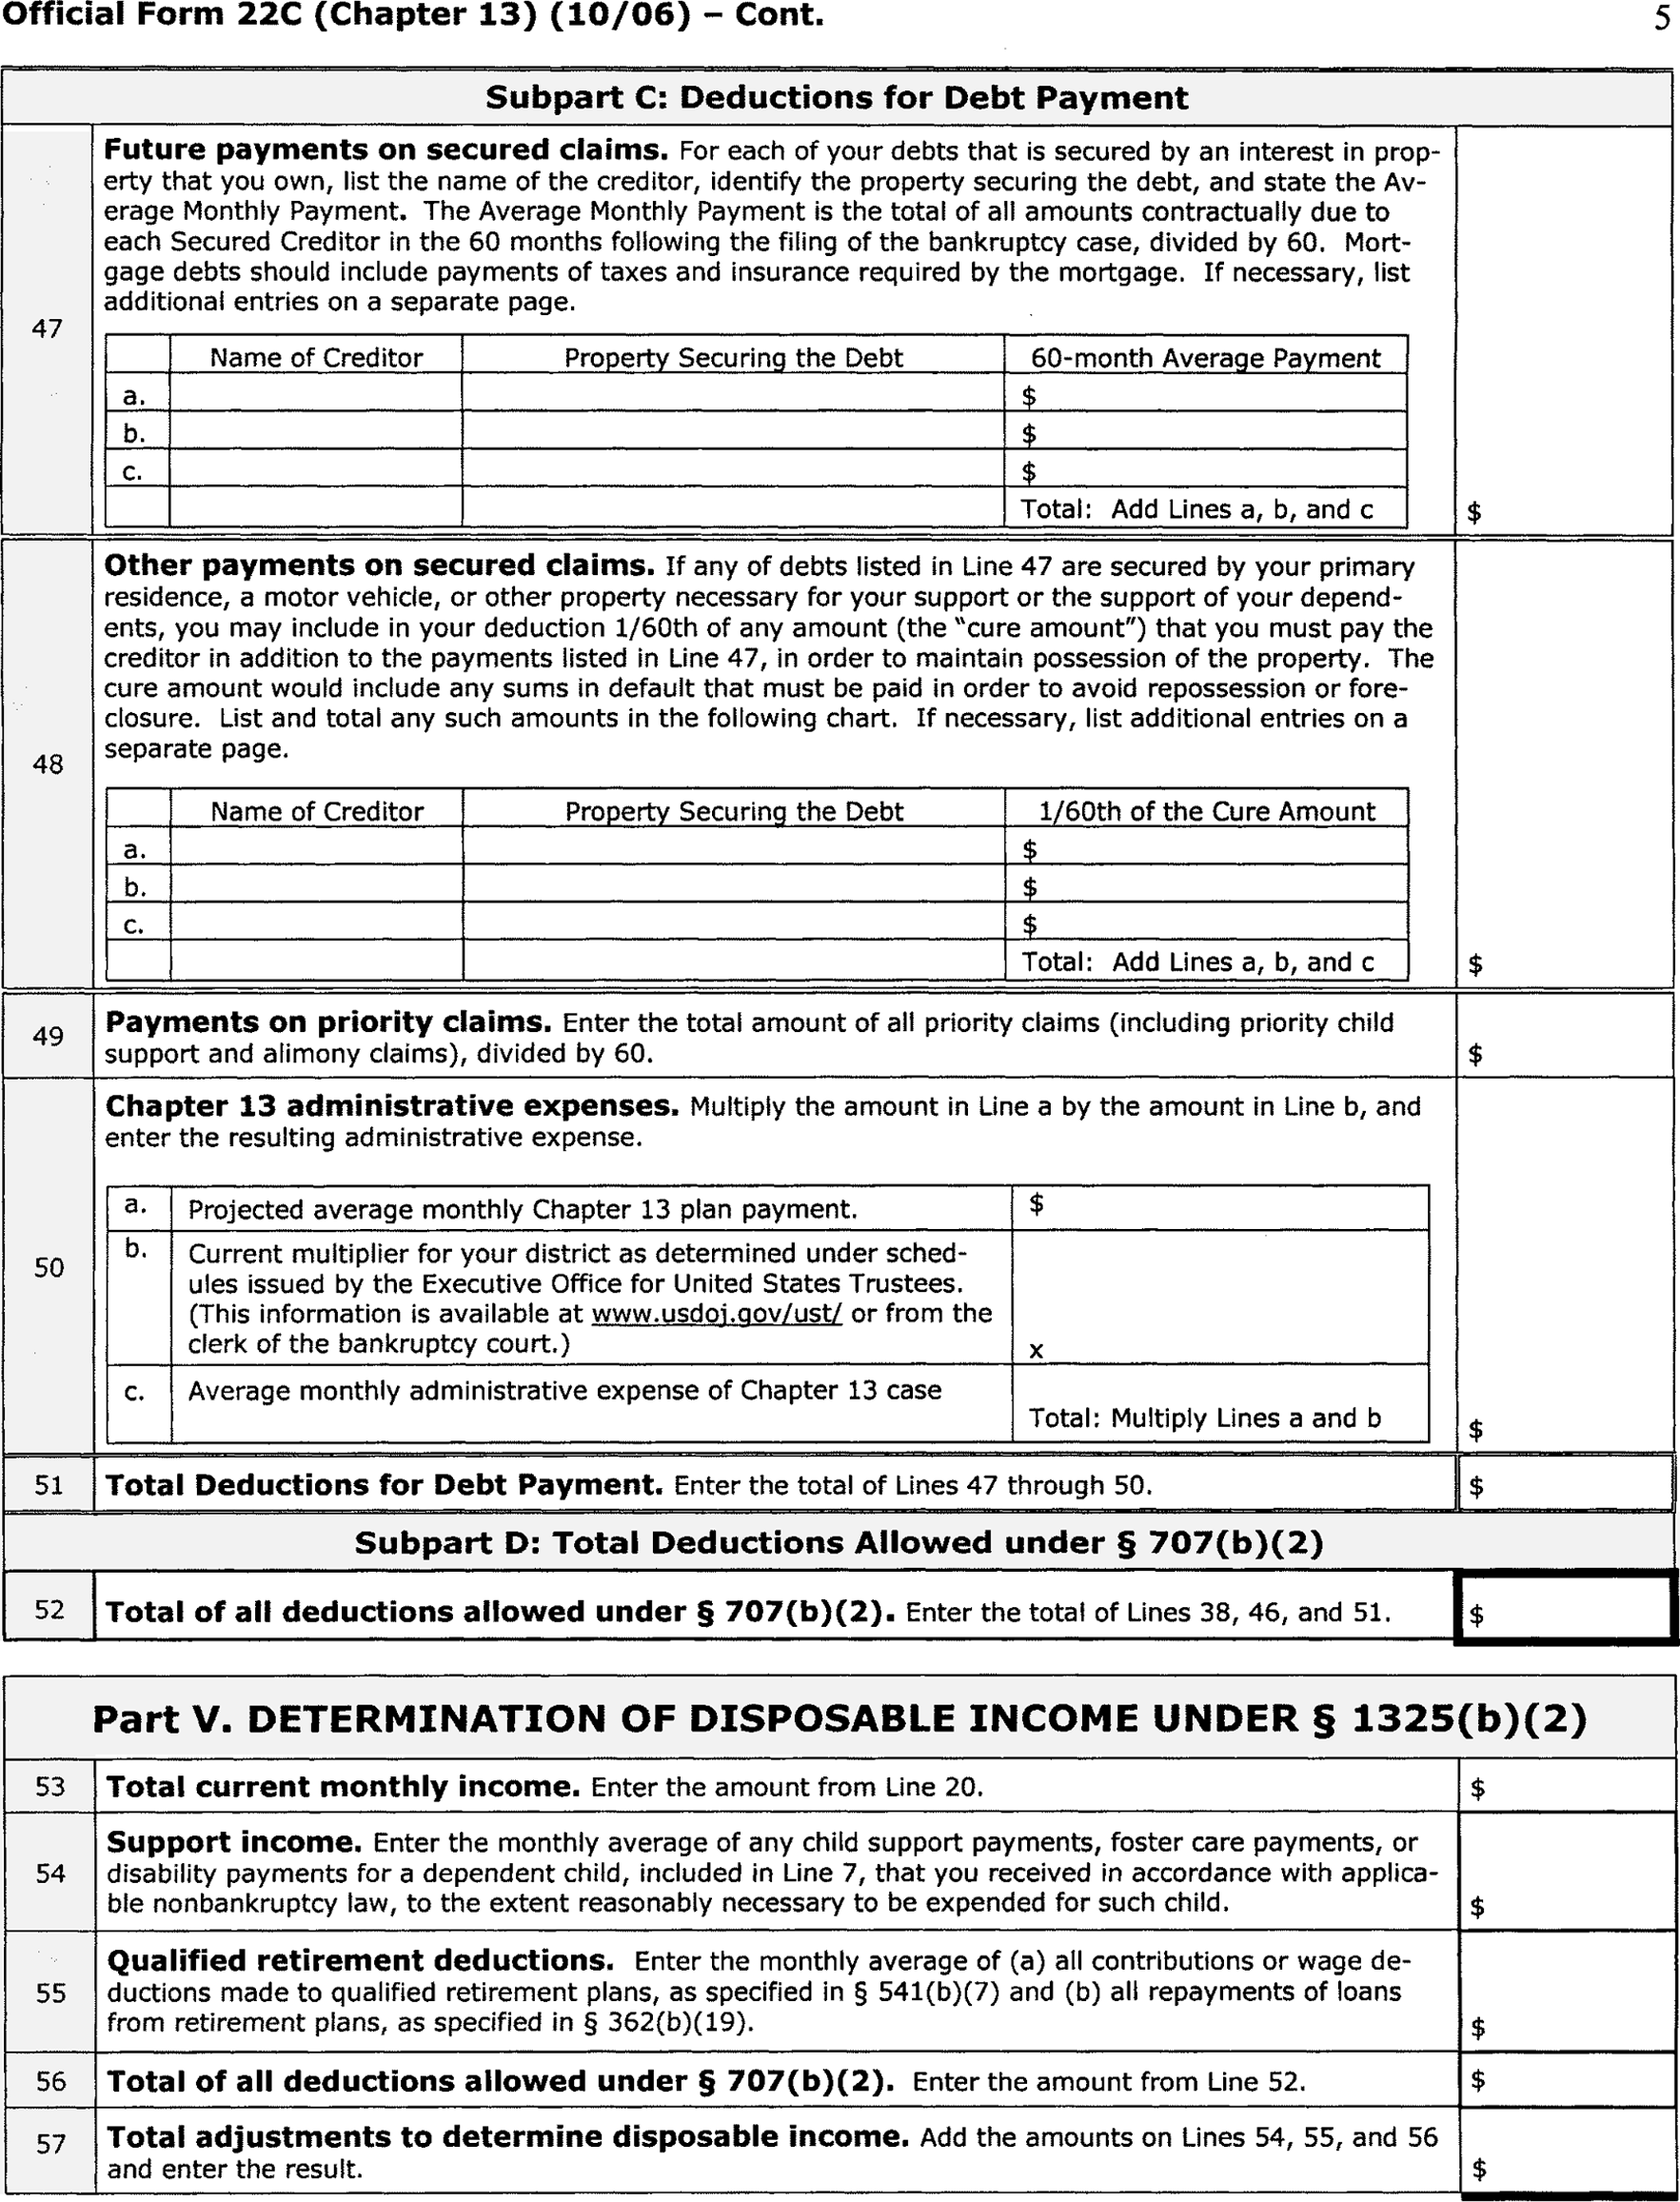 Official Form 22C (Chapter 13) (10/06) – Cont.
5
Subpart C: Deductions for Debt Payment
47
Future payments on secured claims. For each of your debts that is secured by an interest in prop-
erty that you own, list the name of the creditor, identify the property securing the debt, and state the Av-
erage Monthly Payment. The Average Monthly Payment is the total of all amounts contractually due to
each Secured Creditor in the 60 months following the filing of the bankruptcy case, divided by 60. Mort-
gage debts should include payments of taxes and insurance required by the mortgage. If necessary, list
additional entries on a separate page.
Name of Creditor Property Securing the Debt 60-month Average Payment
a. $
b. $
c. $
Total: Add Lines a, b, and c $
48
Other payments on secured claims. If any of debts listed in Line 47 are secured by your primary
residence, a motor vehicle, or other property necessary for your support or the support of your depend-
ents, you may include in your deduction 1/60th of any amount (the "cure amount") that you must pay the
creditor in addition to the payments listed in Line 47, in order to maintain possession of the property. The
cure amount would include any sums in default that must be paid in order to avoid repossession or fore-
closure. List and total any such amounts in the following chart. If necessary, list additional entries on a
separate page.
Name of Creditor Property Securing the Debt 1/60th of the Cure Amount
a. $
b. $
c. $
Total: Add Lines a, b, and c $
49
Payments on priority claims. Enter the total amount of all priority claims (including priority child
support and alimony claims), divided by 60. $
50
Chapter 13 administrative expenses. Multiply the amount in Line a by the amount in Line b, and
enter the resulting administrative expense.
a. Projected average monthly Chapter 13 plan payment. $
b. Current multiplier for your district as determined under sched-
ules issued by the Executive Office for United States Trustees.
(This information is available at www.usdoj.gov/ust/ or from the
clerk of the bankruptcy court.) x
c. Average monthly administrative expense of Chapter 13 case
Total: Multiply Lines a and b $
51 Total Deductions for Debt Payment. Enter the total of Lines 47 through 50. $
Subpart D: Total Deductions Allowed under § 707(b)(2)
52 Total of all deductions allowed under § 707(b)(2). Enter the total of Lines 38, 46, and 51. $
Part V. DETERMINATION OF DISPOSABLE INCOME UNDER § 1325(b)(2)
53 Total current monthly income. Enter the amount from Line 20. $
54
Support income. Enter the monthly average of any child support payments, foster care payments, or
disability payments for a dependent child, included in Line 7, that you received in accordance with applica-
ble nonbankruptcy law, to the extent reasonably necessary to be expended for such child. $
55
Qualified retirement deductions. Enter the monthly average of (a) all contributions or wage de-
ductions made to qualified retirement plans, as specified in § 541(b)(7) and (b) all repayments of loans
from retirement plans, as specified in § 362(b)(19). $
56 Total of all deductions allowed under § 707(b)(2). Enter the amount from Line 52. $
57
Total adjustments to determine disposable income. Add the amounts on Lines 54, 55, and 56
and enter the result. $